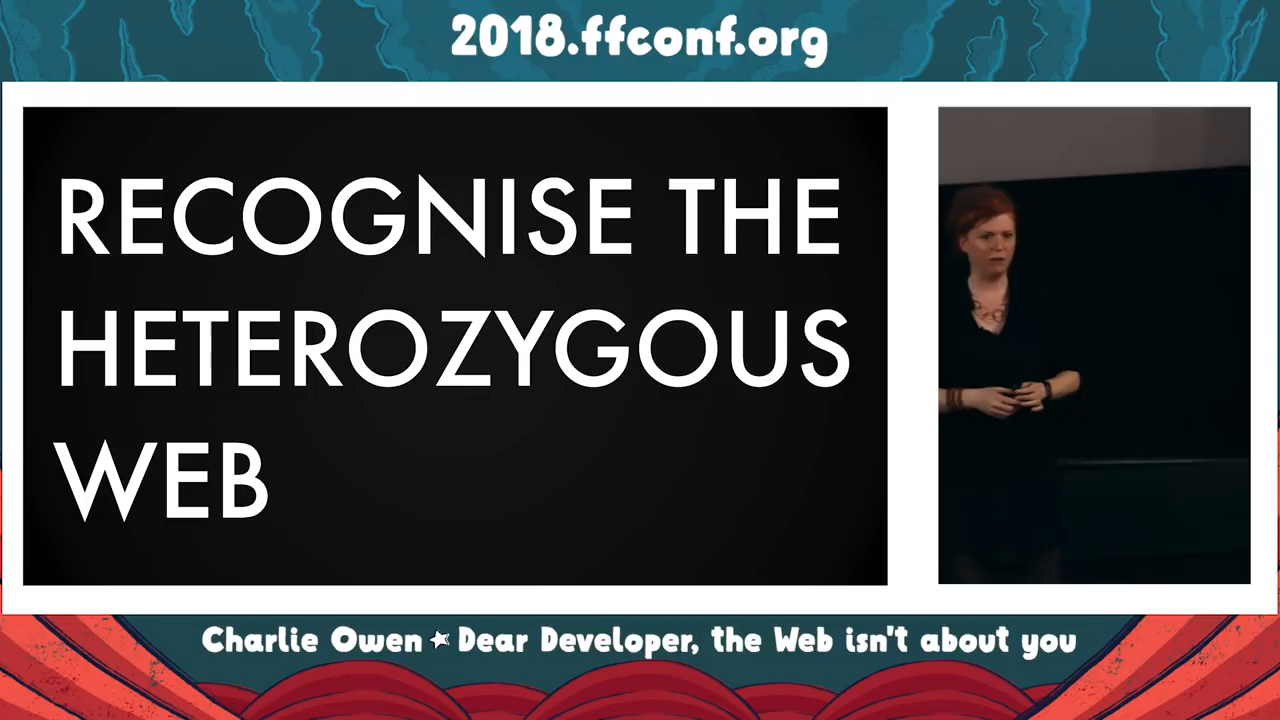 2018.ffconf.org
RECOGNISE THE
HETEROZYGOUS
WEB
Charlie Owen ★ Dear Developer, the Web isn't about you